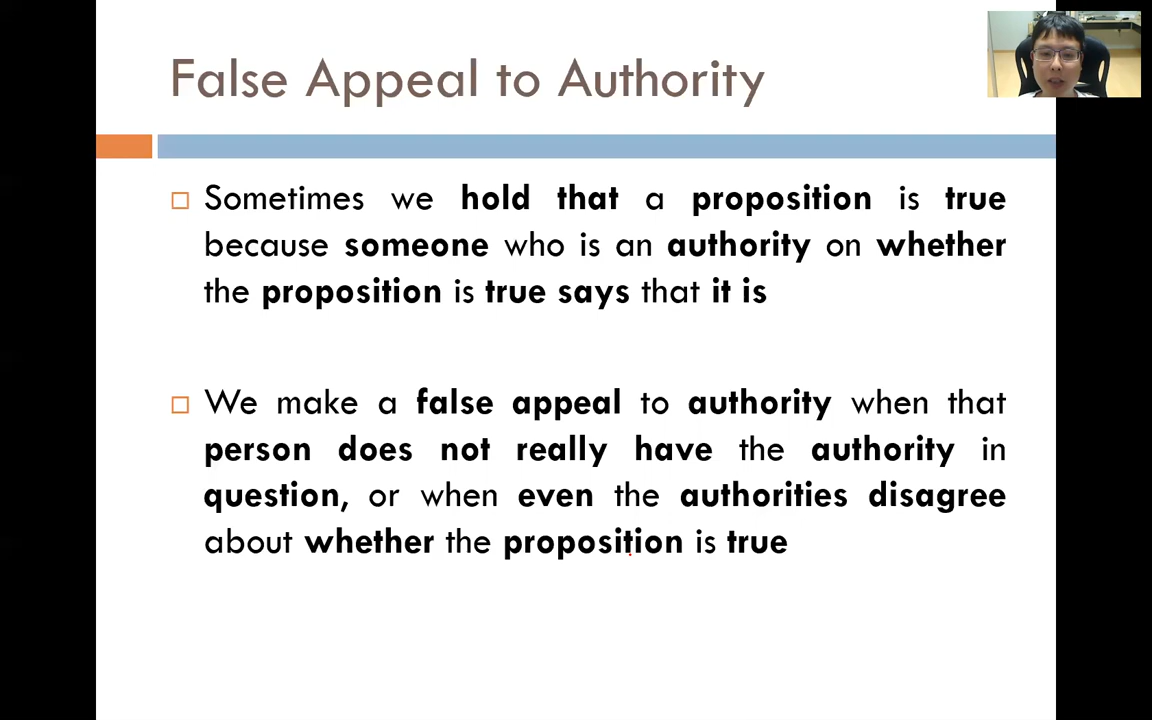 False Appeal to Authority
Sometimes we hold that a proposition is true
because someone who is an authority on whether
the proposition is true says that it is
We make a false appeal to authority when that
person does not really have the authority in
question, or when even the authorities disagree
about whether the proposition is true